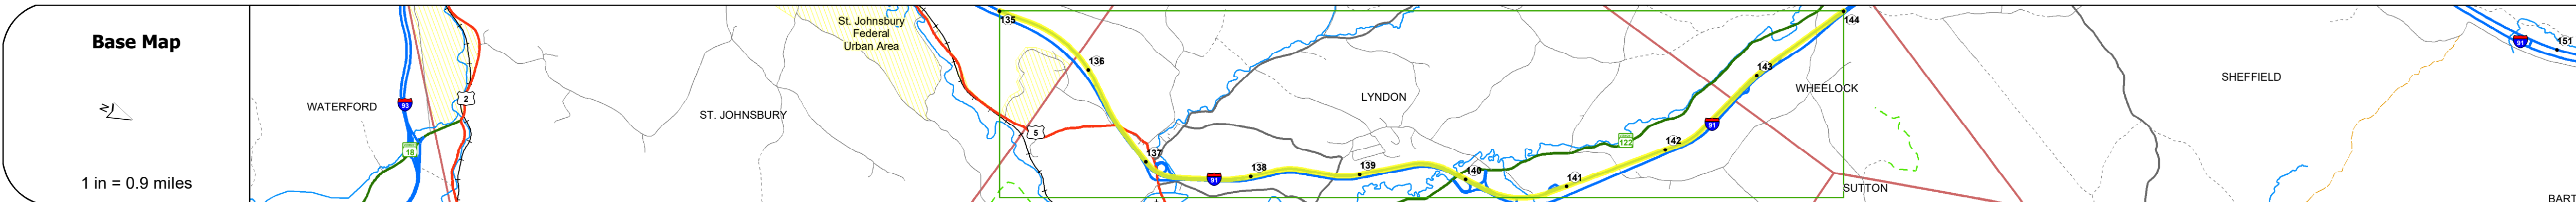 Base Map
N
1 in = 0.9 miles
WATERFORD
93
18
2
ST. JOHNSBURY
St. Johnsbury
Federal
Urban Area
135
136
5
137
91
138
139
LYNDON
140
141
122
142
91
143
144
WHEELOCK
SUTTON
SHEFFIELD
91
151
BART